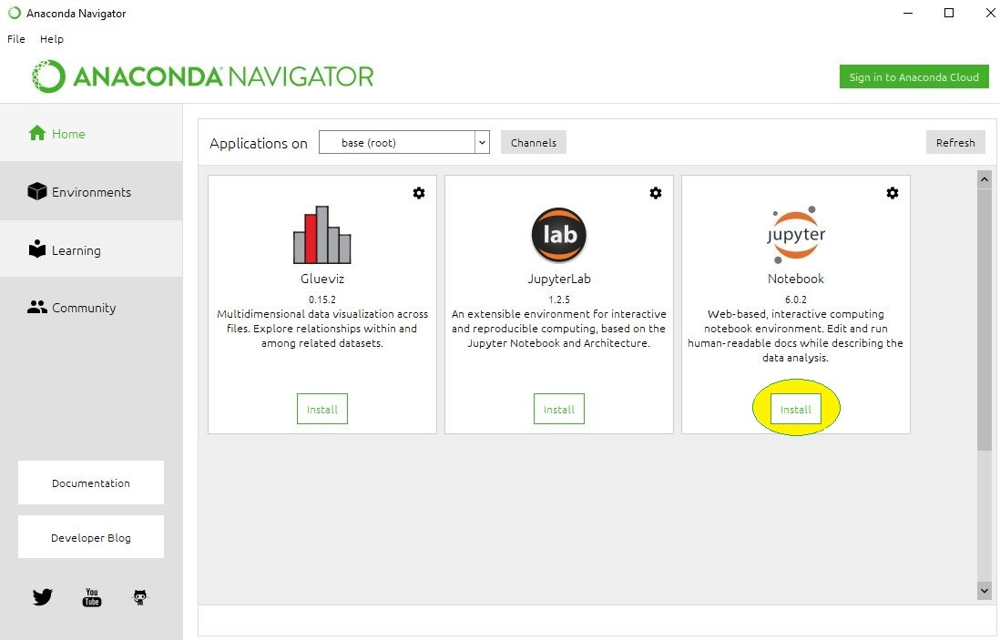 Anaconda Navigator
File Help
ANACONDA NAVIGATOR
Sign in to Anaconda Cloud
Home
Environments
Learning
Community
Documentation
Developer Blog
You
Tube
Applications on base (root) Channels Refresh
Glueviz
0.15.2
Multidimensional data visualization across
files. Explore relationships within and
among related datasets.
Install
lab
JupyterLab
1.2.5
An extensible environment for interactive
and reproducible computing, based on the
Jupyter Notebook and Architecture.
Install
jupyter
Notebook
6.0.2
Web-based, interactive computing
notebook environment. Edit and run
human-readable docs while describing the
data analysis.
Install